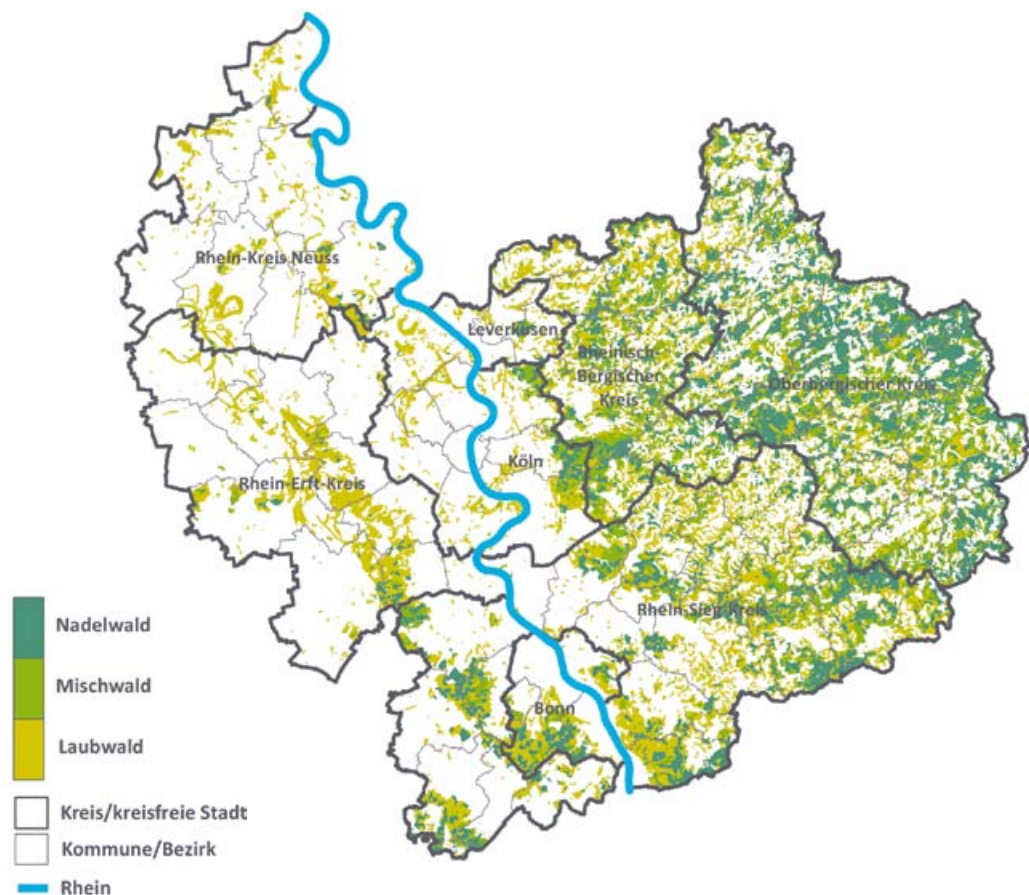 Rhein-Kreis Neuss
Leverkusen
Rheinisch-
Bergischer
Kreis
Oberbergischer Kreis
Köln
Rhein-Erft-Kreis
Rhein-Sieg-Kreis
Bonn
Nadelwald
Mischwald
Laubwald
Kreis/kreisfreie Stadt
Kommune/Bezirk
Rhein